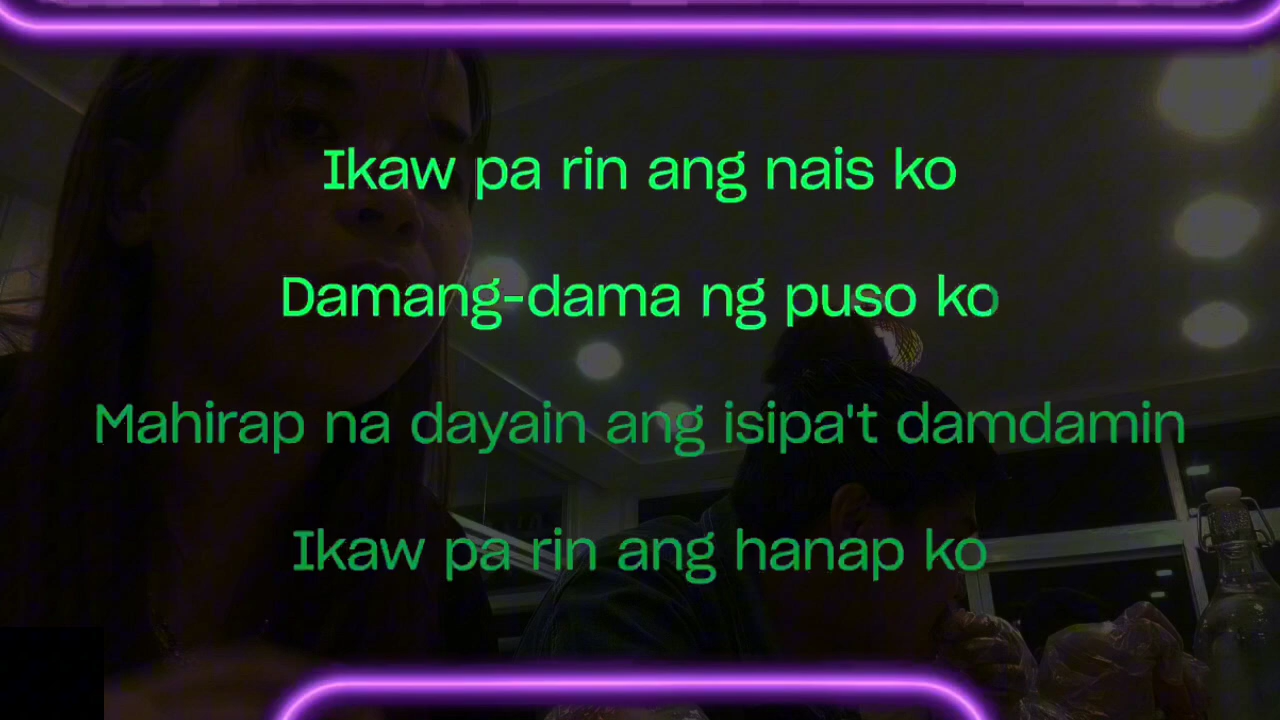 Ikaw pa rin ang nais ko
Damang-dama ng puso ko
Mahirap na dayain ang isipa't damdamin
Ikaw pa rin ang hanap ko